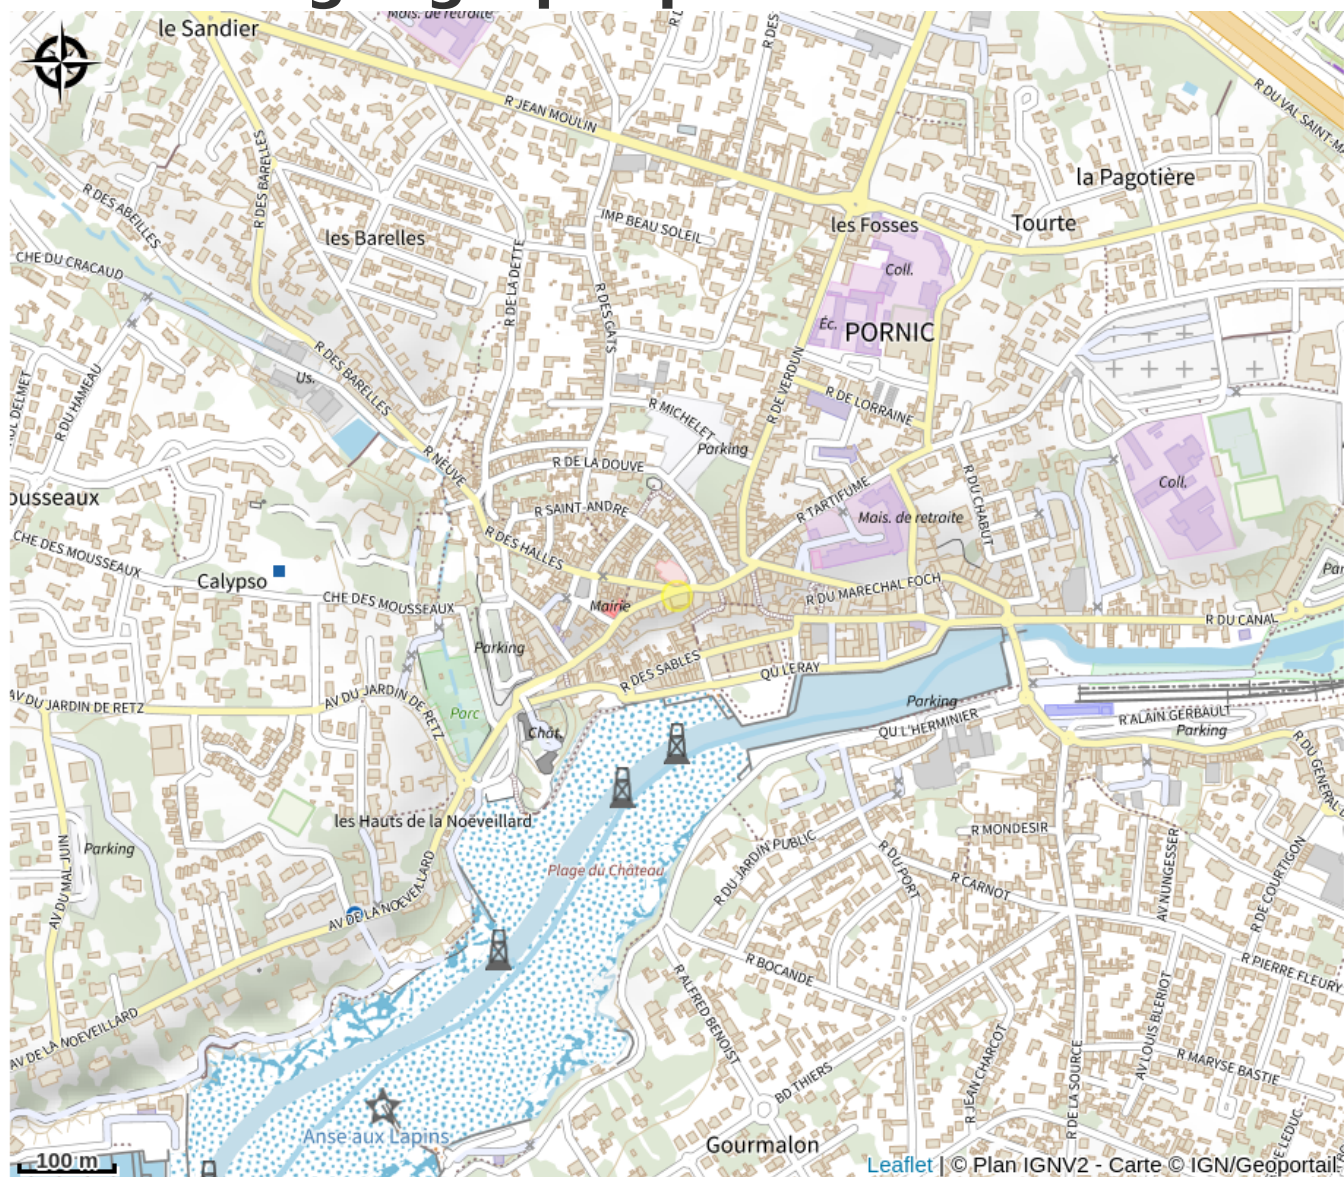 le Sandier
Mais. de retraite
R JEAN MOULIN
R DU VAL SAINT-M
R DES
R DES BARELLES
R DES ABEILLES
la Pagotière
les Fosses
Tourte
IMP BEAU SOLEIL
les Barelles
CHE DU CRACAUD
R DE LA DETTE
R DES GATS
Coll.
Éc.
PORNIC
R DES BARELLES
Us.
R DU HAMEAU
DELMET
R DE VERDUN
R DE LORRAINE
R MICHELET
Parking
R NEUVE
R DE LA DOUVE
R SAINT-ANDRE
R TARTIFUME
R DU CHABUT
Coll.
Mais. de retraite
ousseaux
CHE DES MOUSSEAUX
R DES HALLES
Calypso
CHE DES MOUSSEAUX
Mairie
R DU MARECHAL FOCH
Par
R DU CANAL
Parking
R DES SABLES
QU LERAY
AV DU JARDIN DE RETZ
AV DU JARDIN DE RETZ
Parc
Chât.
Parking
QU L'HERMINIER
R ALIAN GERBAULT
Parking
R DU GENERAL
les Hauts de la Noëveillard
Parking
AV DU MAL JUIN
R DU JARDIN PUBLIC
R MONDESIR
R DU PORT
R CARNOT
AV NUNGESSER
R DE COURTIGON
Plage du Château
AV DE LA NOEVEILLARD
R BOCANDE
R PIERRE FLEURY
R ALFRED BENOIST
AV DE LA NOEVEILLARD
R JEAN CHARCOT
R DE LA SOURCE
AV LOUIS BLERIOT
R MARYSE BASTIE
BD THIERS
Anse aux Lapins
Gourmalon
E LEDUC
100 m
Leaflet | © Plan IGNV2 - Carte © IGN/Geoportail